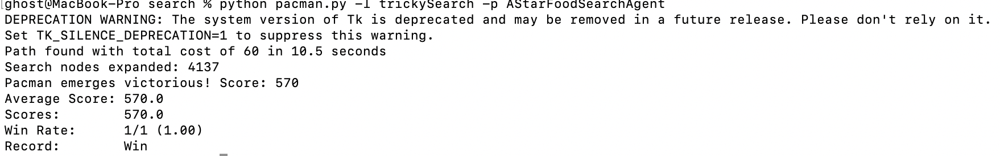 ghost@MacBook-Pro search % python pacman.py -l trickySearch -p AStarFoodSearchAgent
DEPRECATION WARNING: The system version of Tk is deprecated and may be removed in a future release. Please don't rely on it.
Set TK_SILENCE_DEPRECATION=1 to suppress this warning.
Path found with total cost of 60 in 10.5 seconds
Search nodes expanded: 4137
Pacman emerges victorious! Score: 570
Average Score: 570.0
Scores:        570.0
Win Rate:      1/1 (1.00)
Record:        Win